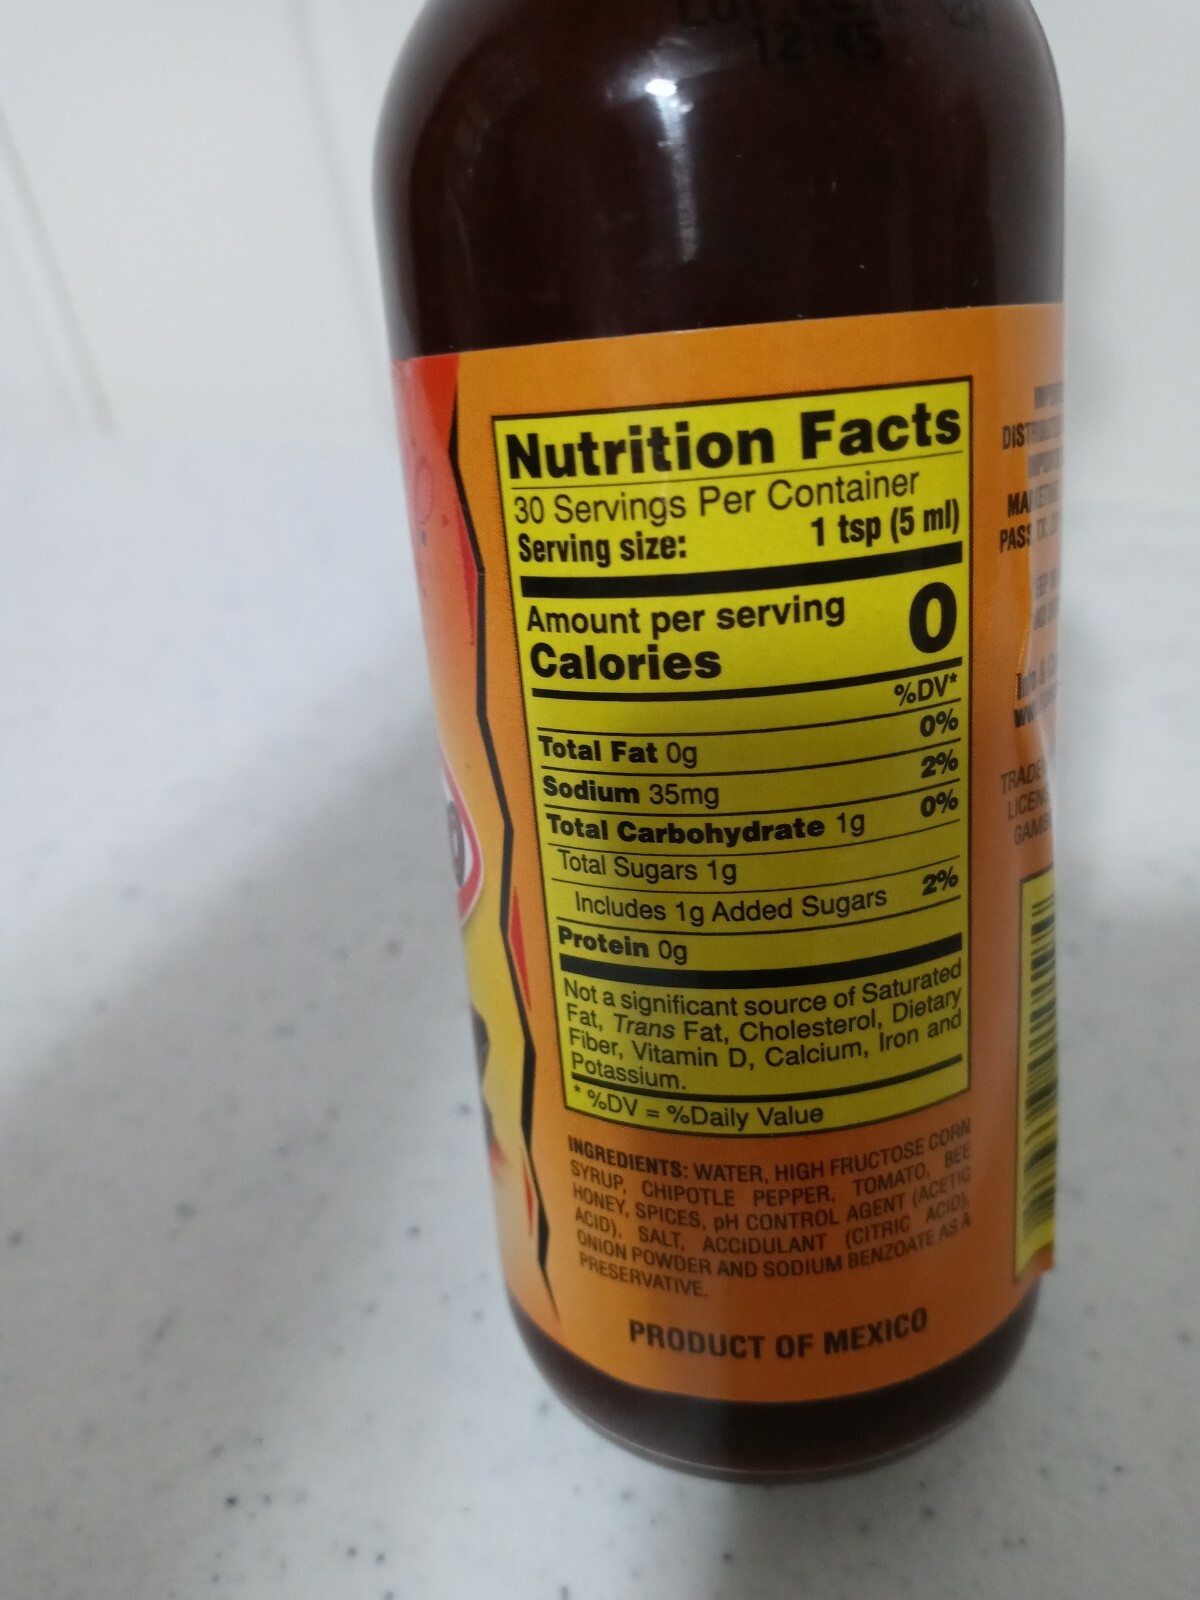 12:45
Nutrition Facts
30 Servings Per Container
Serving size: 1 tsp (5 ml)
Amount per serving
Calories 0
%DV*
Total Fat 0g 0%
Sodium 35mg 2%
Total Carbohydrate 1g 0%
Total Sugars 1g
Includes 1g Added Sugars 2%
Protein 0g
Not a significant source of Saturated
Fat, Trans Fat, Cholesterol, Dietary
Fiber, Vitamin D, Calcium, Iron and
Potassium.
* %DV = %Daily Value
INGREDIENTS: WATER, HIGH FRUCTOSE CORN
SYRUP, CHIPOTLE PEPPER, TOMATO, BEE
HONEY, SPICES, pH CONTROL AGENT (ACETIC
ACID), SALT, ACCIDULANT (CITRIC ACID),
ONION POWDER AND SODIUM BENZOATE AS A
PRESERVATIVE.
PRODUCT OF MEXICO